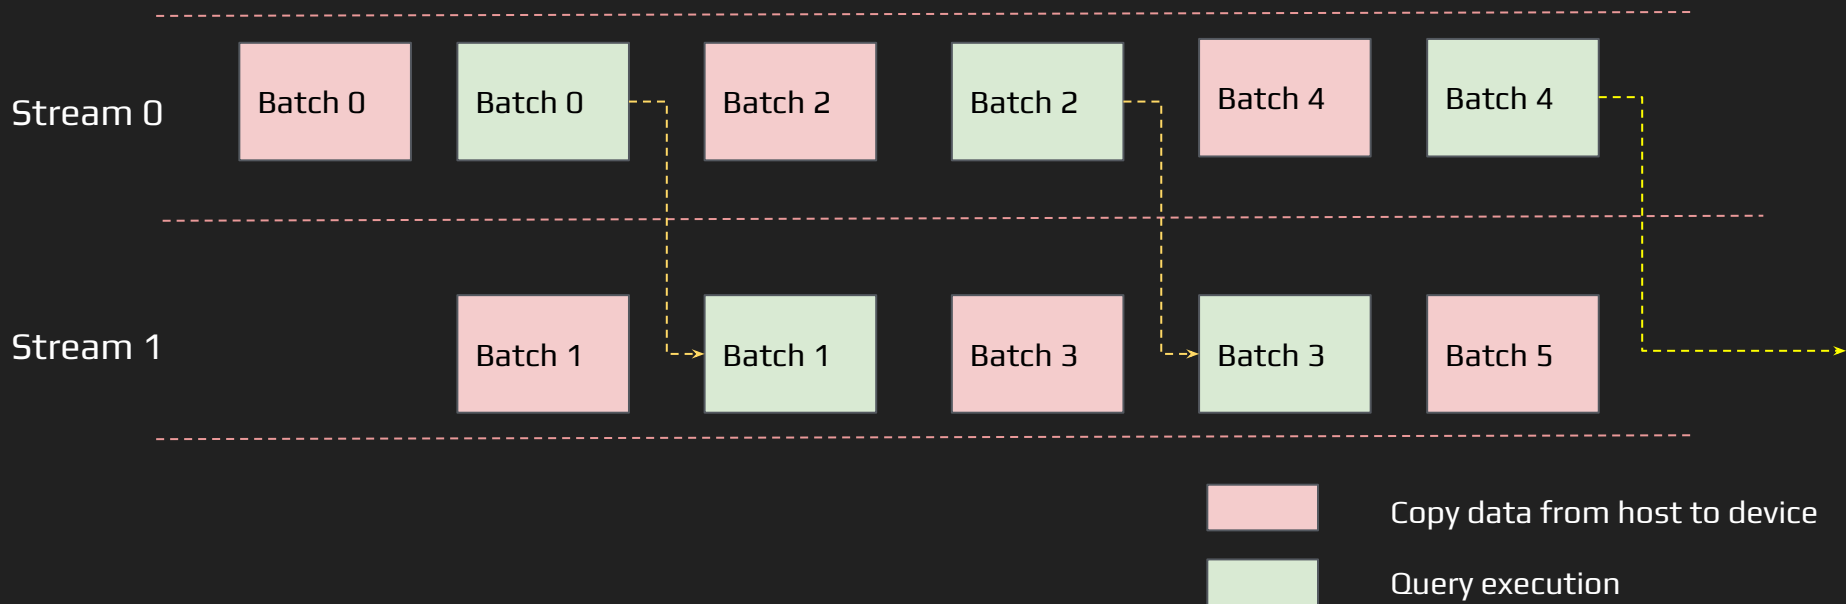 Stream 0
Batch 0
Batch 0
Batch 2
Batch 2
Batch 4
Batch 4
Stream 1
Batch 1
Batch 1
Batch 3
Batch 3
Batch 5
Copy data from host to device
Query execution